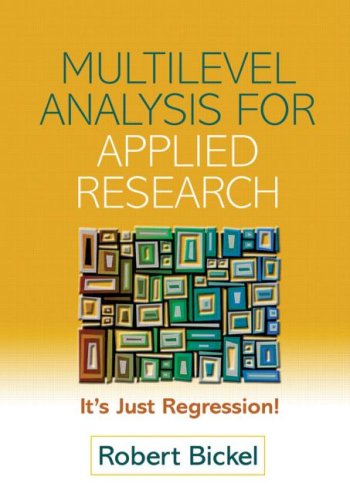 MULTILEVEL
ANALYSIS FOR
APPLIED
RESEARCH
It's Just Regression!
Robert Bickel